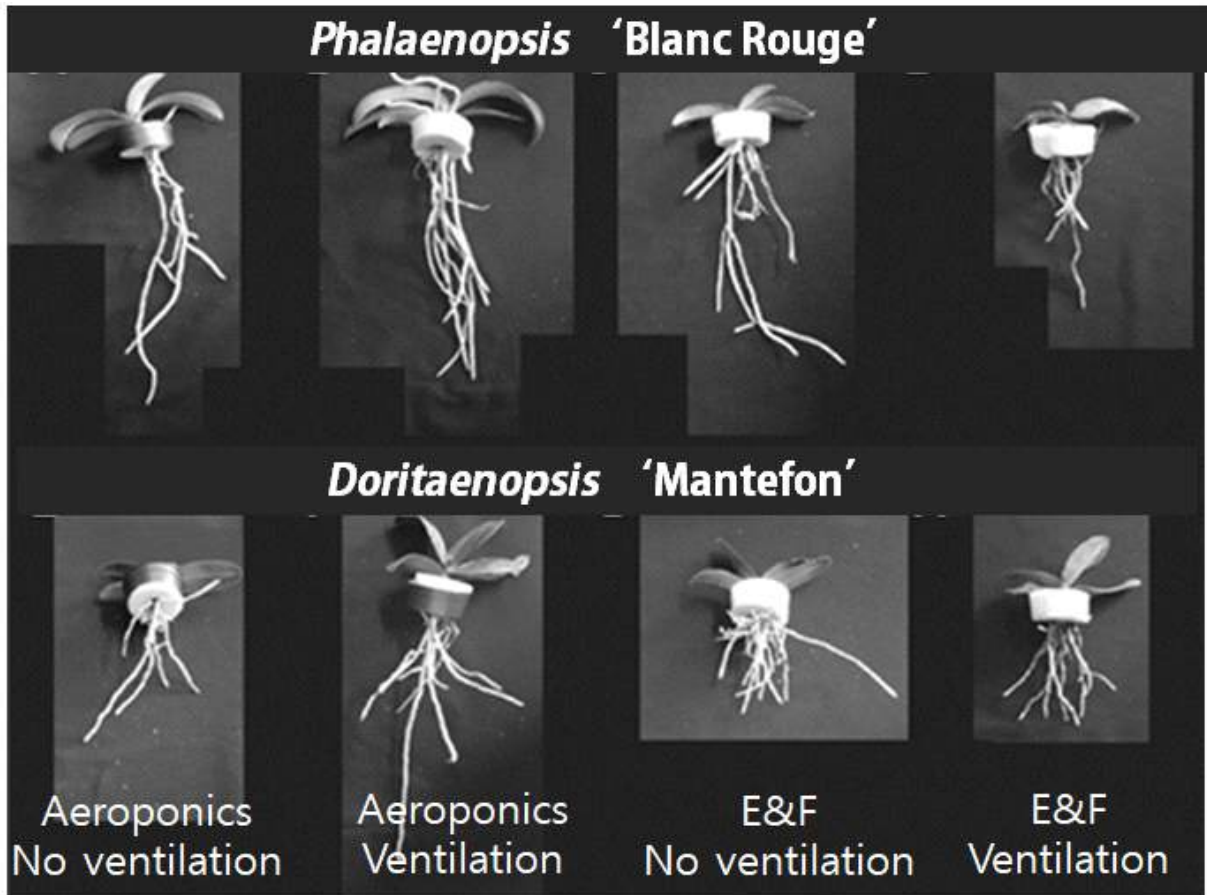 Phalaenopsis ‘Blanc Rouge’
Doritaenopsis ‘Mantefon’
Aeroponics
No ventilation
Aeroponics
Ventilation
E&F
No ventilation
E&F
Ventilation